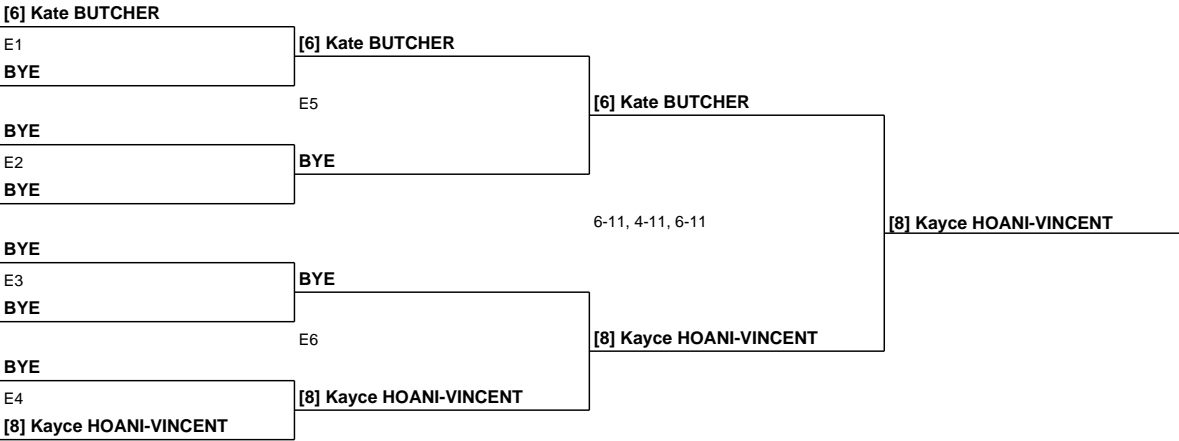 [6] Kate BUTCHER
E1
BYE
[6] Kate BUTCHER
E5
BYE
E2
BYE
BYE
[6] Kate BUTCHER
6-11, 4-11, 6-11
[8] Kayce HOANI-VINCENT
BYE
E3
BYE
BYE
E6
BYE
E4
[8] Kayce HOANI-VINCENT
[8] Kayce HOANI-VINCENT
[8] Kayce HOANI-VINCENT